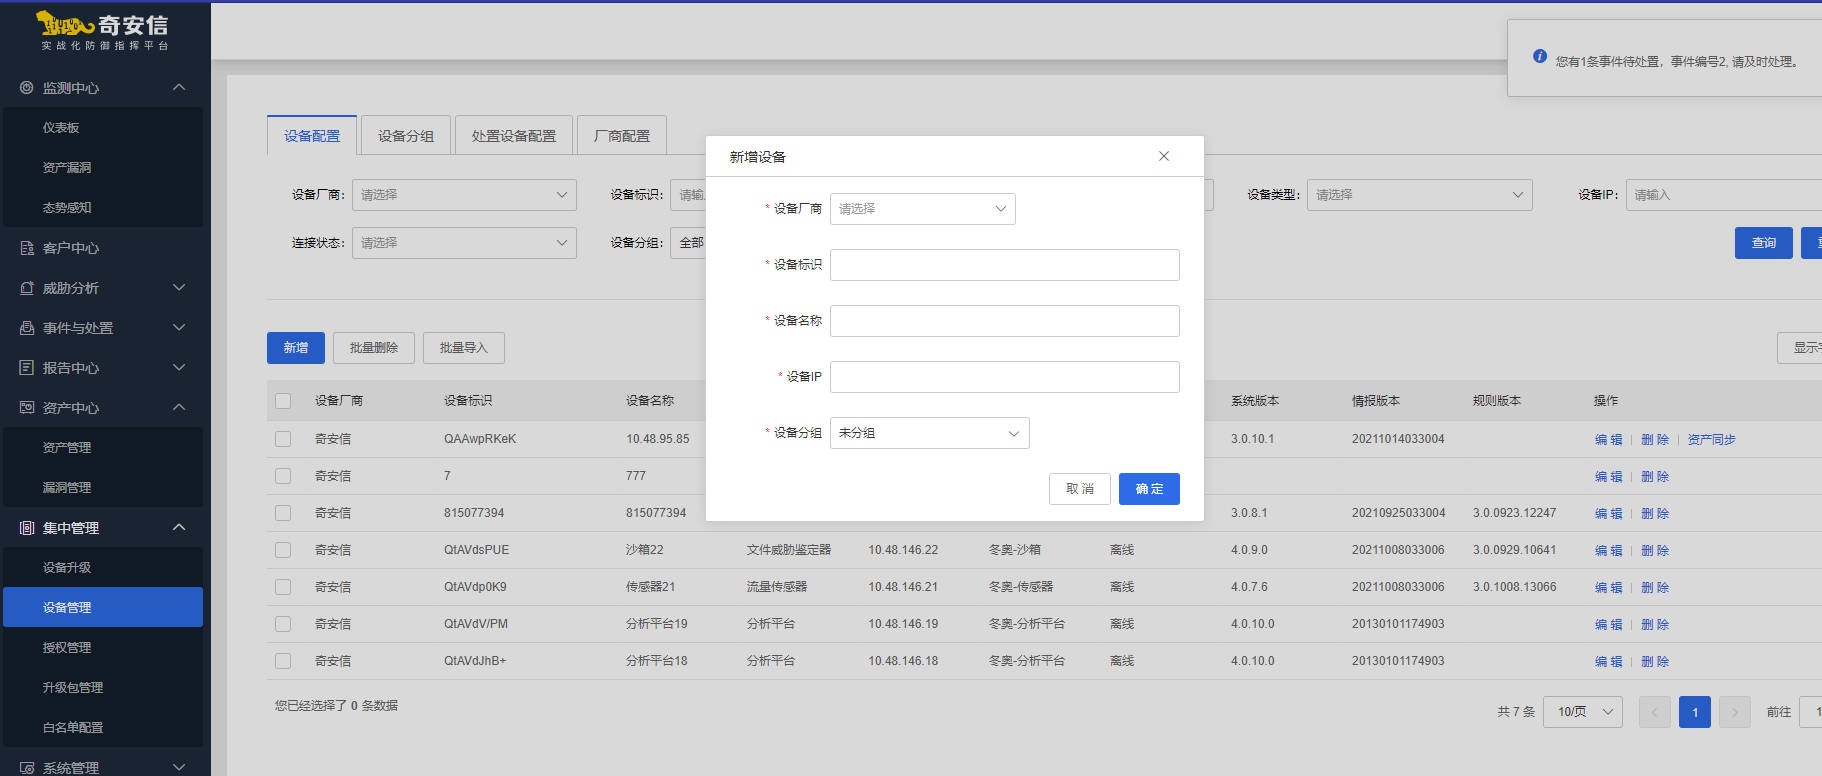 奇安信
实战化防御指挥平台
监测中心
仪表板
资产漏洞
态势感知
客户中心
威胁分析
事件与处置
报告中心
资产中心
资产管理
漏洞管理
集中管理
设备升级
设备管理
授权管理
升级包管理
白名单配置
系统管理
您有1条事件待处置，事件编号2, 请及时处理。
设备配置 设备分组 处置设备配置 厂商配置
设备厂商: 请选择 设备标识: 请输 设备类型: 请选择 设备IP: 请输入
连接状态: 请选择 设备分组: 全部 查询
新增 批量删除 批量导入 显示
设备厂商 设备标识 设备名称 系统版本 情报版本 规则版本 操作
奇安信 QAAwpRKeK 10.48.95.85 3.0.10.1 20211014033004 编辑 删除 资产同步
奇安信 7 777 编辑 删除
奇安信 815077394 815077394 3.0.8.1 20210925033004 3.0.0923.12247 编辑 删除
奇安信 QtAVdsPUE 沙箱22 文件威胁鉴定器 10.48.146.22 冬奥-沙箱 离线 4.0.9.0 20211008033006 3.0.0929.10641 编辑 删除
奇安信 QtAVdp0K9 传感器21 流量传感器 10.48.146.21 冬奥-传感器 离线 4.0.7.6 20211008033006 3.0.1008.13066 编辑 删除
奇安信 QtAVdV/PM 分析平台19 分析平台 10.48.146.19 冬奥-分析平台 离线 4.0.10.0 20130101174903 编辑 删除
奇安信 QtAVdJhB+ 分析平台18 分析平台 10.48.146.18 冬奥-分析平台 离线 4.0.10.0 20130101174903 编辑 删除
您已经选择了 0 条数据
共 7 条 10/页 < 1 > 前往 1
新增设备
* 设备厂商 请选择
* 设备标识
* 设备名称
* 设备IP
* 设备分组 未分组
取消 确定